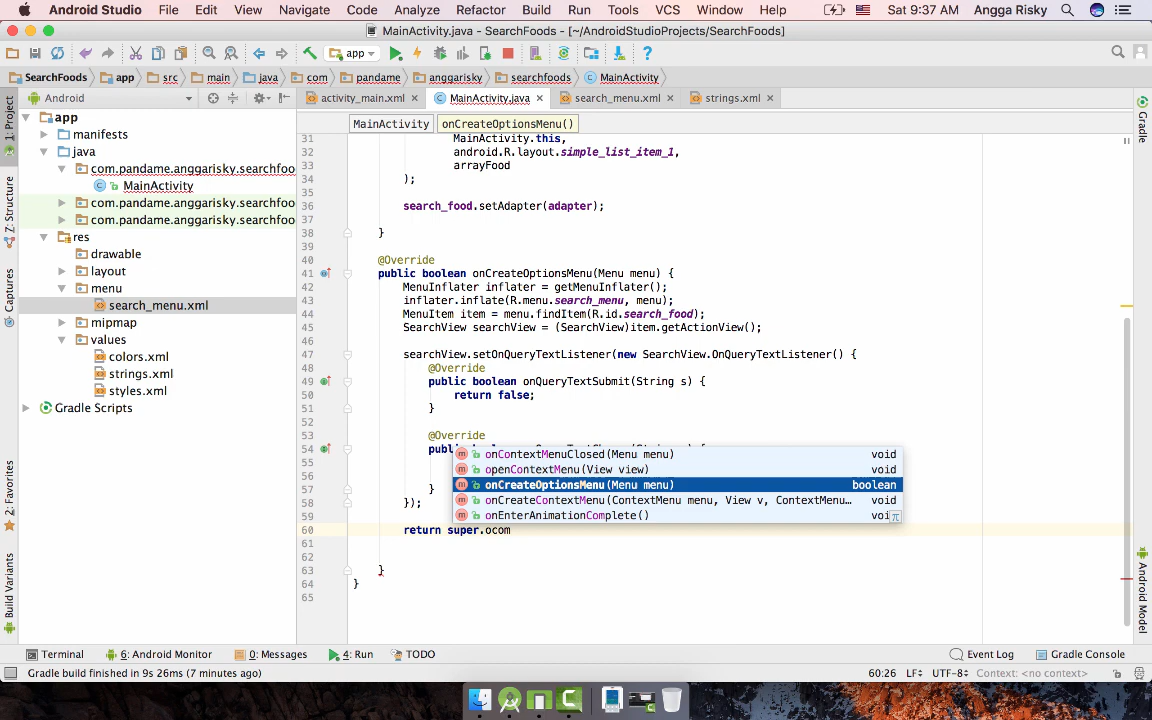 Android Studio File Edit View Navigate Code Analyze Refactor Build Run Tools VCS Window Help Sat 9:37 AM Angga Risky
MainActivity.java - SearchFoods - [~/AndroidStudioProjects/SearchFoods]
app
SearchFoods app src main java com pandame anggarisky searchfoods MainActivity
Android activity_main.xml MainActivity.java search_menu.xml strings.xml
MainActivity onCreateOptionsMenu()
1: Project
Z: Structure
Captures
2: Favorites
Build Variants
app
manifests
java
com.pandame.anggarisky.searchfoo
MainActivity
com.pandame.anggarisky.searchfoo
com.pandame.anggarisky.searchfoo
res
drawable
layout
menu
search_menu.xml
mipmap
values
colors.xml
strings.xml
styles.xml
Gradle Scripts
31 MainActivity.this,
32 android.R.layout.simple_list_item_1,
33 arrayFood
34 );
35
36 search_food.setAdapter(adapter);
37
38 }
39
40 @Override
41 public boolean onCreateOptionsMenu(Menu menu) {
42 MenuInflater inflater = getMenuInflater();
43 inflater.inflate(R.menu.search_menu, menu);
44 MenuItem item = menu.findItem(R.id.search_food);
45 SearchView searchView = (SearchView)item.getActionView();
46
47 searchView.setOnQueryTextListener(new SearchView.OnQueryTextListener() {
48 @Override
49 public boolean onQueryTextSubmit(String s) {
50 return false;
51 }
52
53 @Override
54 publ
55
56
57 }
58 });
59
60 return super.ocom
61
62
63 }
64 }
65
onContextMenuClosed(Menu menu) void
openContextMenu(View view) void
onCreateOptionsMenu(Menu menu) boolean
onCreateContextMenu(ContextMenu menu, View v, ContextMenu… void
onEnterAnimationComplete() voi
π
Gradle
Android Model
Terminal 6: Android Monitor 0: Messages 4: Run TODO Event Log Gradle Console
Gradle build finished in 9s 26ms (7 minutes ago) 60:26 LF UTF-8 Context: <no context>